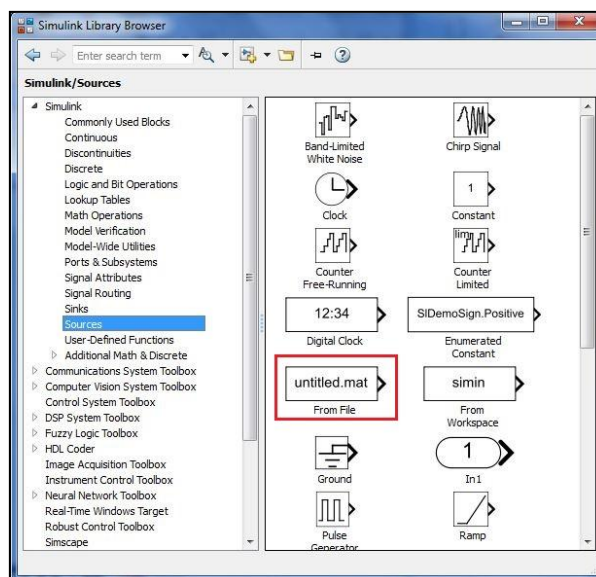 Simulink Library Browser
Enter search term
Simulink/Sources
Simulink
Commonly Used Blocks
Continuous
Discontinuities
Discrete
Logic and Bit Operations
Lookup Tables
Math Operations
Model Verification
Model-Wide Utilities
Ports & Subsystems
Signal Attributes
Signal Routing
Sinks
Sources
User-Defined Functions
Additional Math & Discrete
Communications System Toolbox
Computer Vision System Toolbox
Control System Toolbox
DSP System Toolbox
Fuzzy Logic Toolbox
HDL Coder
Image Acquisition Toolbox
Instrument Control Toolbox
Neural Network Toolbox
Real-Time Windows Target
Robust Control Toolbox
Simscape
Band-Limited
White Noise
Chirp Signal
Clock
1
Constant
Counter
Free-Running
lim
Counter
Limited
12:34
Digital Clock
SlDemoSign.Positive
Enumerated
Constant
untitled.mat
From File
simin
From
Workspace
Ground
1
In1
Pulse
Generator
Ramp